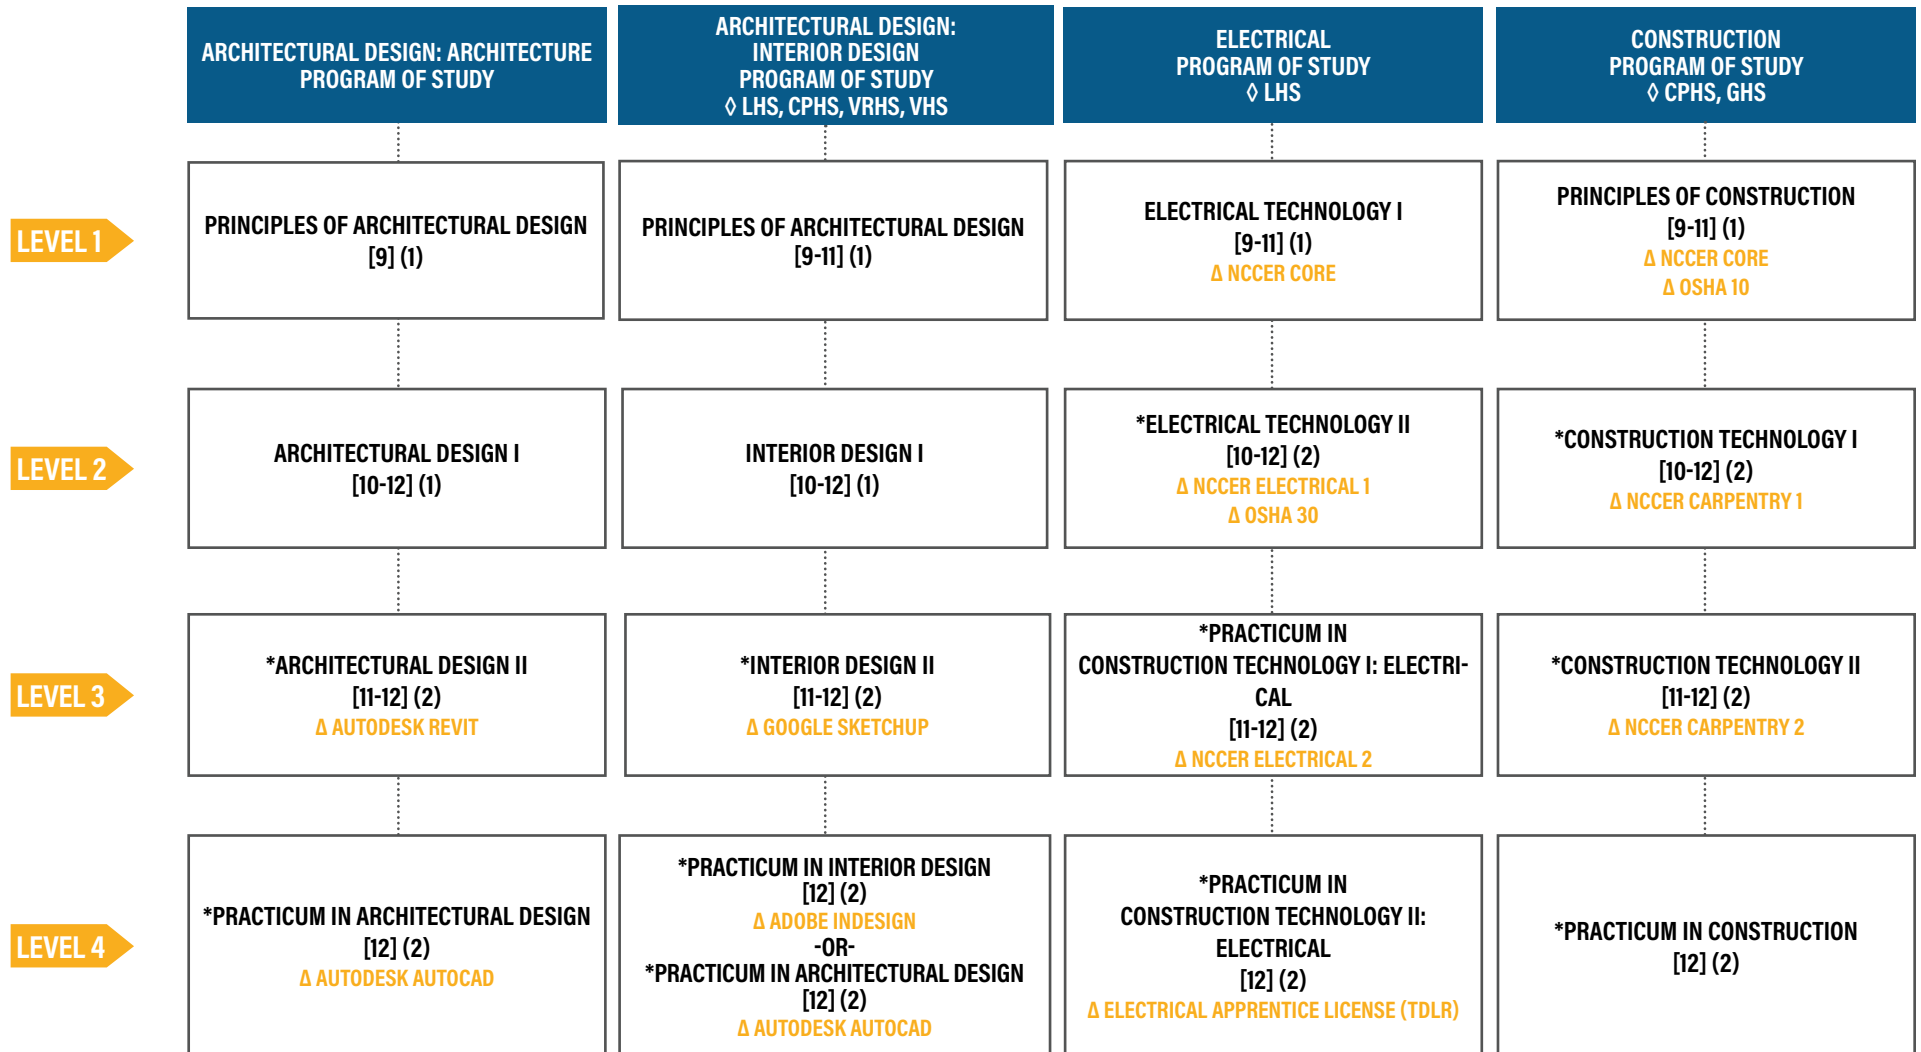 ARCHITECTURAL DESIGN: ARCHITECTURE
PROGRAM OF STUDY
ARCHITECTURAL DESIGN:
INTERIOR DESIGN
PROGRAM OF STUDY
◊ LHS, CPHS, VRHS, VHS
ELECTRICAL
PROGRAM OF STUDY
◊ LHS
CONSTRUCTION
PROGRAM OF STUDY
◊ CPHS, GHS
LEVEL 1
PRINCIPLES OF ARCHITECTURAL DESIGN
[9] (1)
PRINCIPLES OF ARCHITECTURAL DESIGN
[9-11] (1)
ELECTRICAL TECHNOLOGY I
[9-11] (1)
Δ NCCER CORE
PRINCIPLES OF CONSTRUCTION
[9-11] (1)
Δ NCCER CORE
Δ OSHA 10
LEVEL 2
ARCHITECTURAL DESIGN I
[10-12] (1)
INTERIOR DESIGN I
[10-12] (1)
*ELECTRICAL TECHNOLOGY II
[10-12] (2)
Δ NCCER ELECTRICAL 1
Δ OSHA 30
*CONSTRUCTION TECHNOLOGY I
[10-12] (2)
Δ NCCER CARPENTRY 1
LEVEL 3
*ARCHITECTURAL DESIGN II
[11-12] (2)
Δ AUTODESK REVIT
*INTERIOR DESIGN II
[11-12] (2)
Δ GOOGLE SKETCHUP
*PRACTICUM IN
CONSTRUCTION TECHNOLOGY I: ELECTRI-
CAL
[11-12] (2)
Δ NCCER ELECTRICAL 2
*CONSTRUCTION TECHNOLOGY II
[11-12] (2)
Δ NCCER CARPENTRY 2
LEVEL 4
*PRACTICUM IN ARCHITECTURAL DESIGN
[12] (2)
Δ AUTODESK AUTOCAD
*PRACTICUM IN INTERIOR DESIGN
[12] (2)
Δ ADOBE INDESIGN
-OR-
*PRACTICUM IN ARCHITECTURAL DESIGN
[12] (2)
Δ AUTODESK AUTOCAD
*PRACTICUM IN
CONSTRUCTION TECHNOLOGY II:
ELECTRICAL
[12] (2)
Δ ELECTRICAL APPRENTICE LICENSE (TDLR)
*PRACTICUM IN CONSTRUCTION
[12] (2)